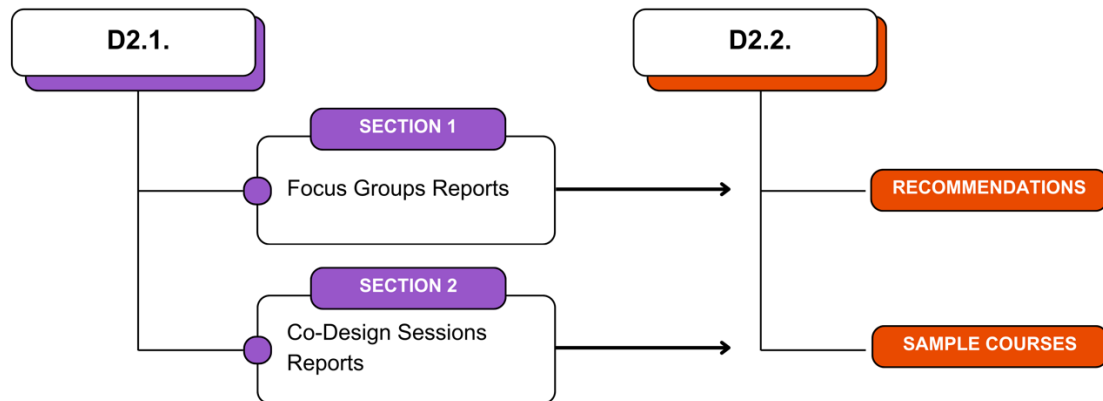 D2.1.
D2.2.
SECTION 1
Focus Groups Reports
RECOMMENDATIONS
SECTION 2
Co-Design Sessions
Reports
SAMPLE COURSES